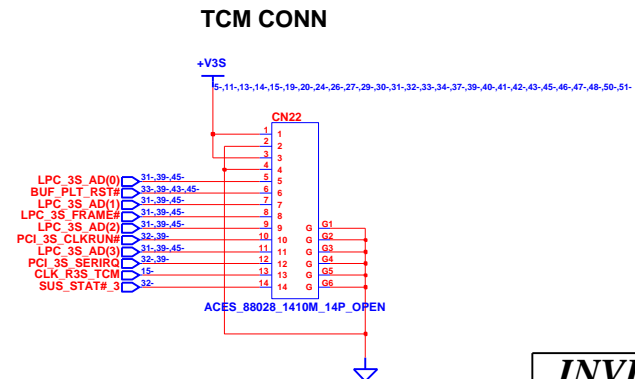 TCM CONN
+V3S
5-,11-,13-,14-,15-,19-,20-,24-,26-,27-,29-,30-,31-,32-,33-,34-,37-,39-,40-,41-,42-,43-,45-,46-,47-,48-,50-,51-
CN22
1 1
2 2
3 3
4 4
LPC_3S_AD(0) 31-,39-,45- 5 5
BUF_PLT_RST# 33-,39-,43-,45- 6 6
LPC_3S_AD(1) 31-,39-,45- 7 7
LPC_3S_FRAME# 31-,39-,45- 8 8
LPC_3S_AD(2) 31-,39-,45- 9 9 G G1
PCI_3S_CLKRUN# 32-,39- 10 10 G G2
LPC_3S_AD(3) 31-,39-,45- 11 11 G G3
PCI_3S_SERIRQ 32-,39- 12 12 G G4
CLK_R3S_TCM 15- 13 13 G G5
SUS_STAT#_3 32- 14 14 G G6
ACES_88028_1410M_14P_OPEN